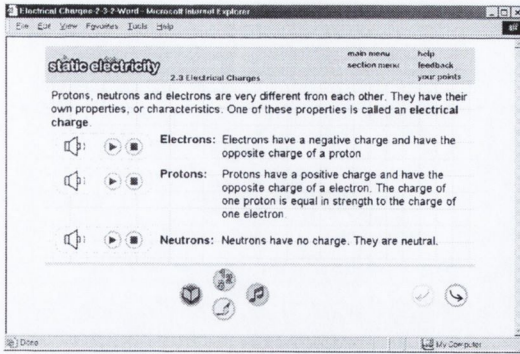 Electrical Charges-2-3-2-Word - Microsoft Internet Explorer
File Edit View Favorites Tools Help
static electricity
2.3 Electrical Charges
main menu help
section menu feedback
your points
Protons, neutrons and electrons are very different from each other. They have their
own properties, or characteristics. One of these properties is called an electrical
charge.
Electrons: Electrons have a negative charge and have the
opposite charge of a proton
Protons: Protons have a positive charge and have the
opposite charge of a electron. The charge of
one proton is equal in strength to the charge of
one electron
Neutrons: Neutrons have no charge. They are neutral.
Done
My Computer